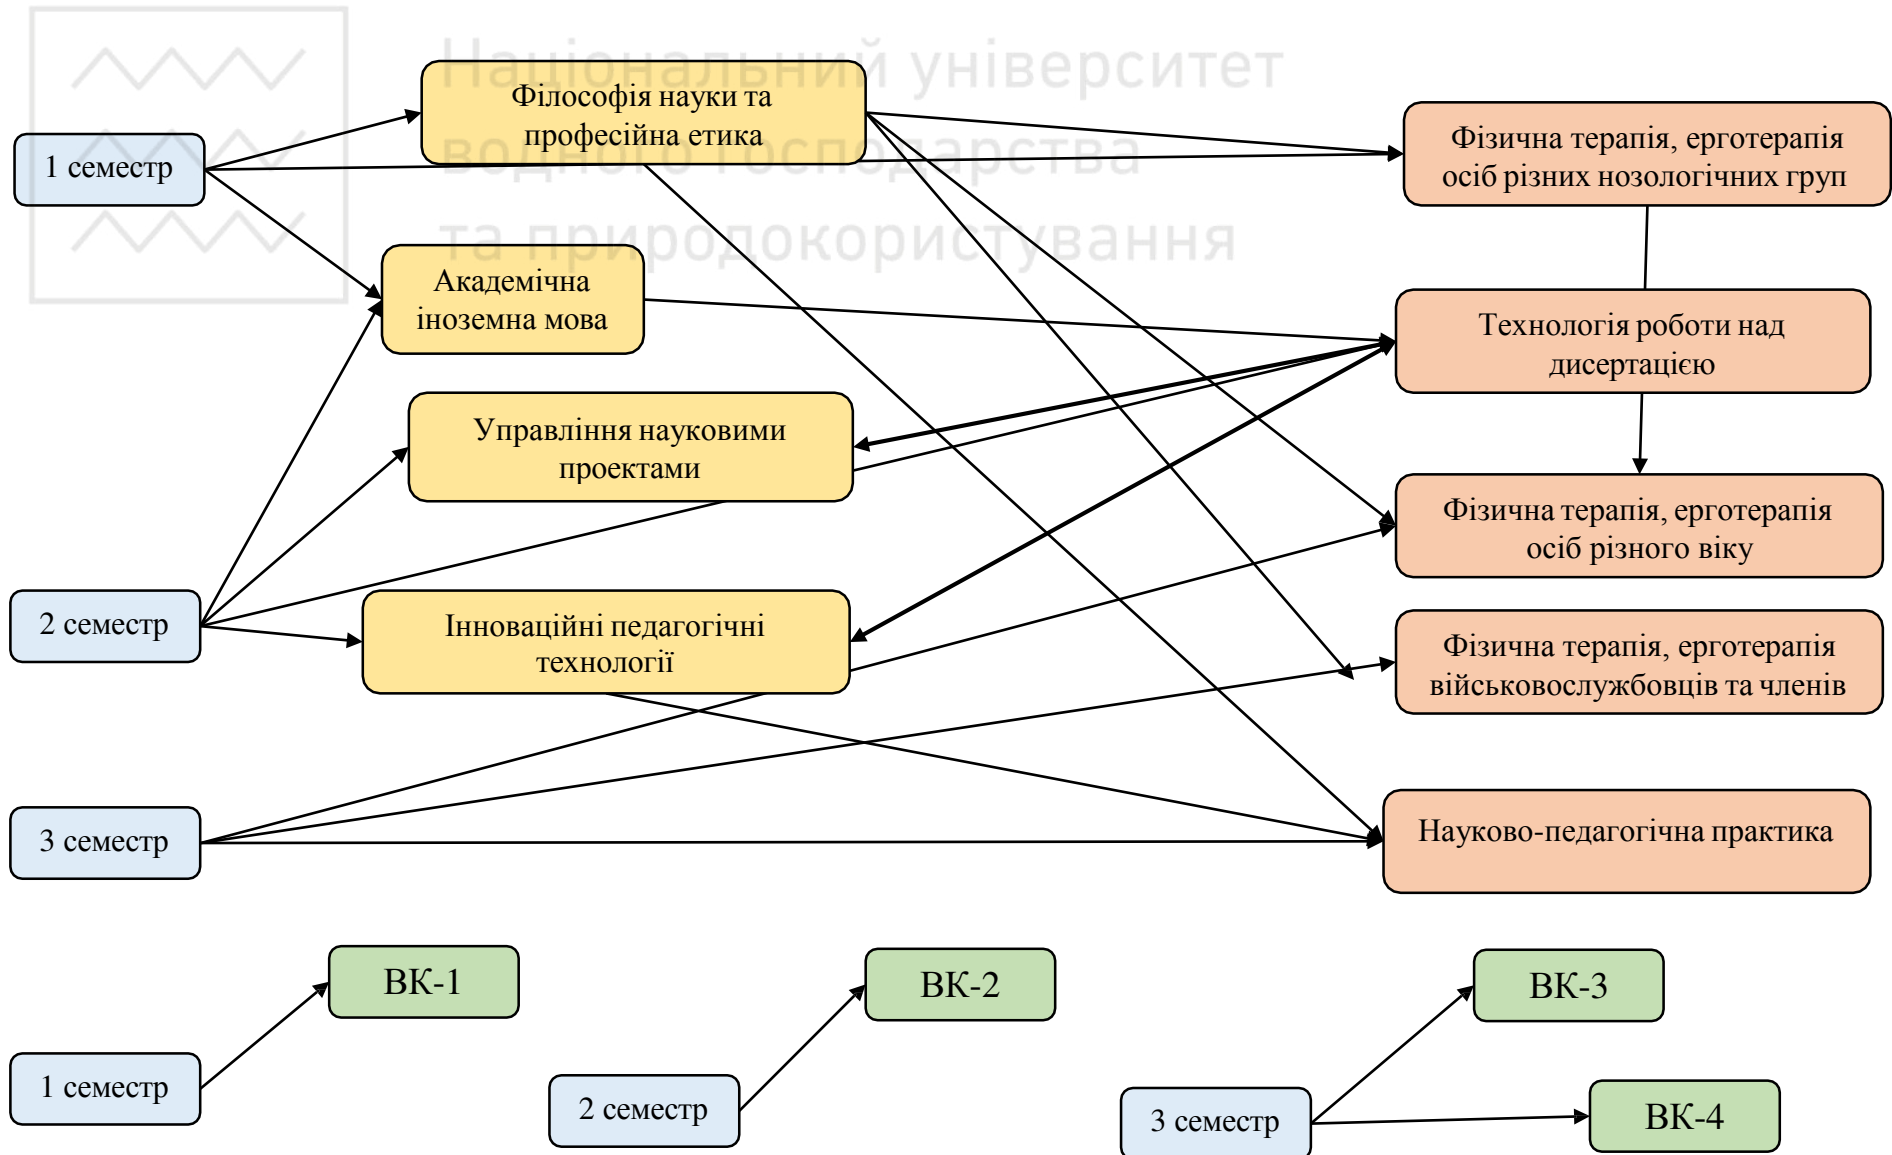 Національний університет
водного господарства
та природокористування
1 семестр
Філософія науки та
професійна етика
Фізична терапія, ерготерапія
осіб різних нозологічних груп
Академічна
іноземна мова
Технологія роботи над
дисертацією
Управління науковими
проектами
Фізична терапія, ерготерапія
осіб різного віку
2 семестр
Інноваційні педагогічні
технології
Фізична терапія, ерготерапія
військовослужбовців та членів
3 семестр
Науково-педагогічна практика
ВК-1
ВК-2
ВК-3
1 семестр
2 семестр
3 семестр
ВК-4